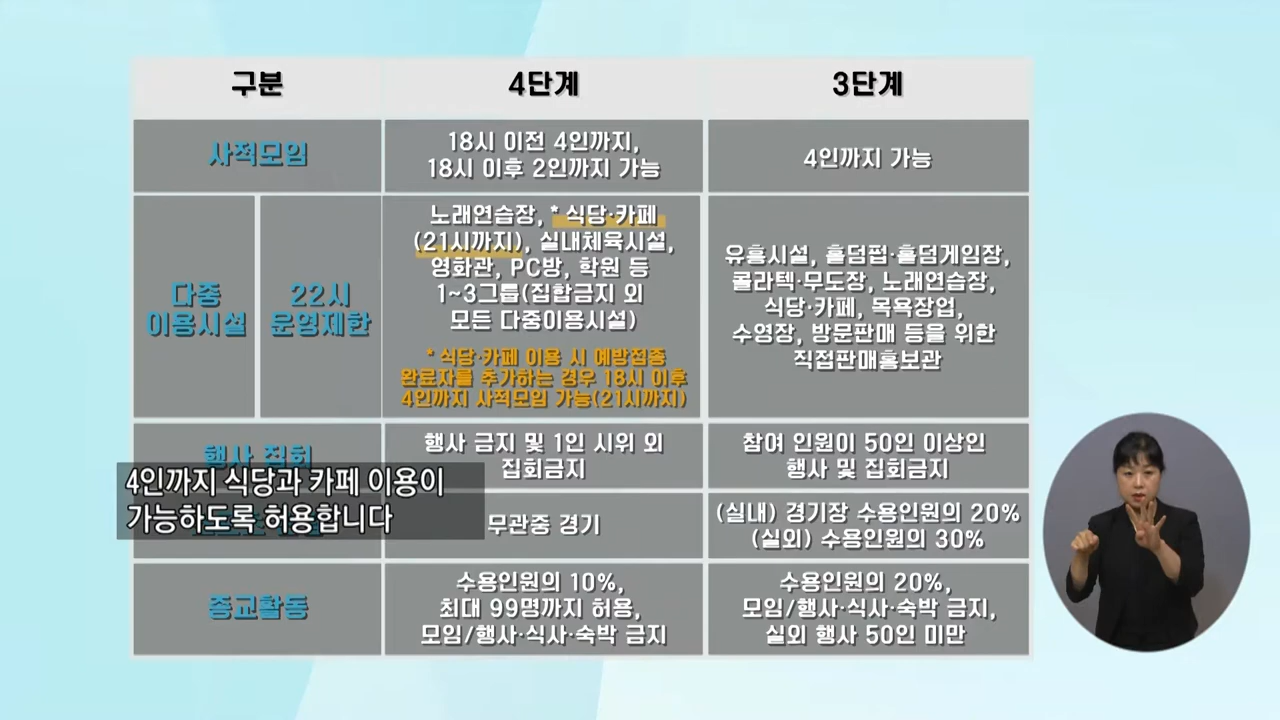 구분
4단계
3단계
사적모임
18시 이전 4인까지,
18시 이후 2인까지 가능
4인까지 가능
다중
이용시설
22시
운영제한
노래연습장, * 식당·카페
(21시까지), 실내체육시설,
영화관, PC방, 학원 등
1~3그룹(집합금지 외
모든 다중이용시설)
* 식당·카페 이용 시 예방접종
완료자를 추가하는 경우 18시 이후
4인까지 사적모임 가능(21시까지)
유흥시설, 홀덤펍·홀덤게임장,
콜라텍·무도장, 노래연습장,
식당·카페, 목욕장업,
수영장, 방문판매 등을 위한
직접판매홍보관
행사 집회
행사 금지 및 1인 시위 외
집회금지
참여 인원이 50인 이상인
행사 및 집회금지
4인까지 식당과 카페 이용이
가능하도록 허용합니다
무관중 경기
(실내) 경기장 수용인원의 20%
(실외) 수용인원의 30%
종교활동
수용인원의 10%,
최대 99명까지 허용,
모임/행사·식사·숙박 금지
수용인원의 20%,
모임/행사·식사·숙박 금지,
실외 행사 50인 미만